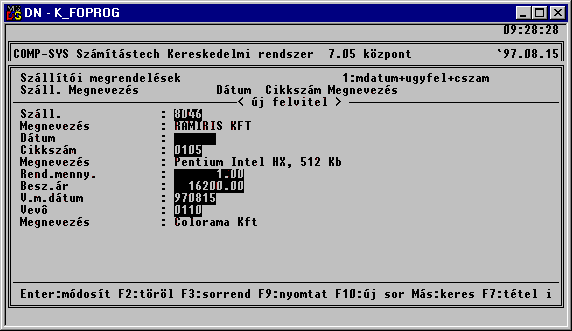 DN - K_FOPROG
09:28:28
COMP-SYS Számítástech Kereskedelmi rendszer 7.05 központ '97.08.15
Szállítói megrendelések 1:mdatum+ugyfel+cszam
Száll. Megnevezés Dátum Cikkszám Megnevezés
< új felvitel >
Száll. : 8046
Megnevezés : RAMIRIS KFT
Dátum :
Cikkszám : 0105
Megnevezés : Pentium Intel HX, 512 Kb
Rend.menny. : 1.00
Besz.ár : 16200.00
V.m.dátum : 970815
Vevô : 0110
Megnevezés : Colorama Kft
Enter:módosít F2:töröl F3:sorrend F9:nyomtat F10:új sor Más:keres F7:tétel i